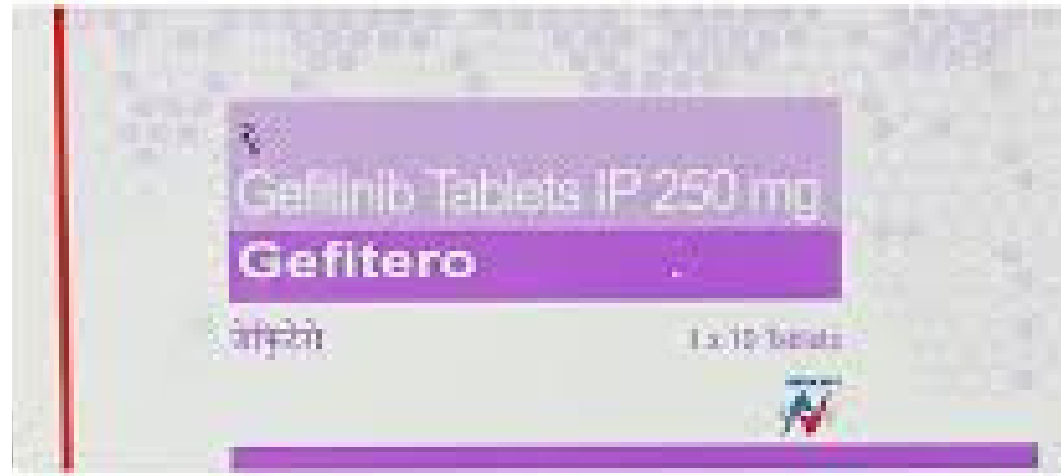 Gefitinib Tablets IP 250 mg
Gefitero
गेफिटेरो
1 x 10 Tablets